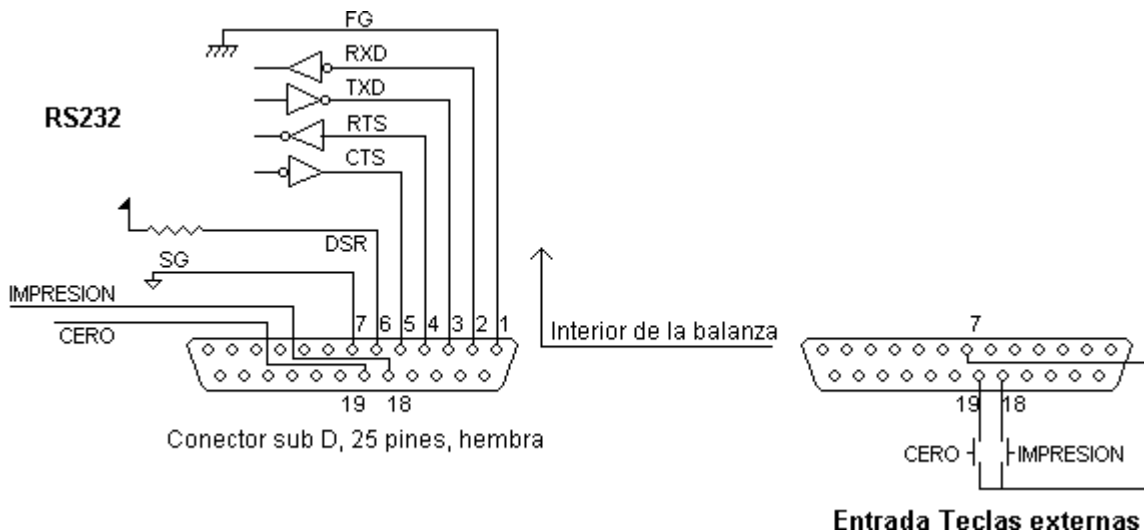 FG
RXD
TXD
RS232
RTS
CTS
DSR
SG
IMPRESION
CERO
7 6 5 4 3 2 1
Interior de la balanza
7
19 18
19 18
Conector sub D, 25 pines, hembra
CERO
IMPRESION
Entrada Teclas externas